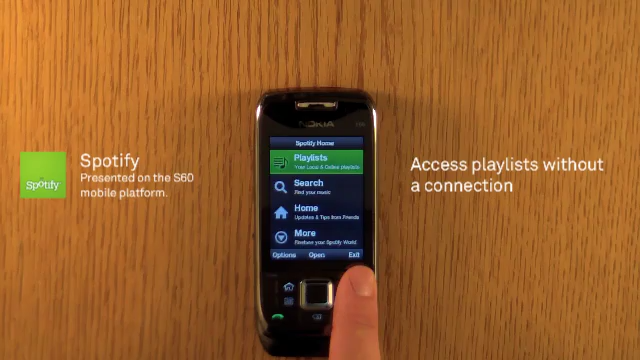 Spotify
Spotify
Presented on the S60
mobile platform.
NOKIA
Spotify Home
Playlists
Your Local & Online playlists
Search
Find your music
Home
Updates & Tips from Friends
More
Restore your Spotify World
Options Open Exit
Access playlists without
a connection